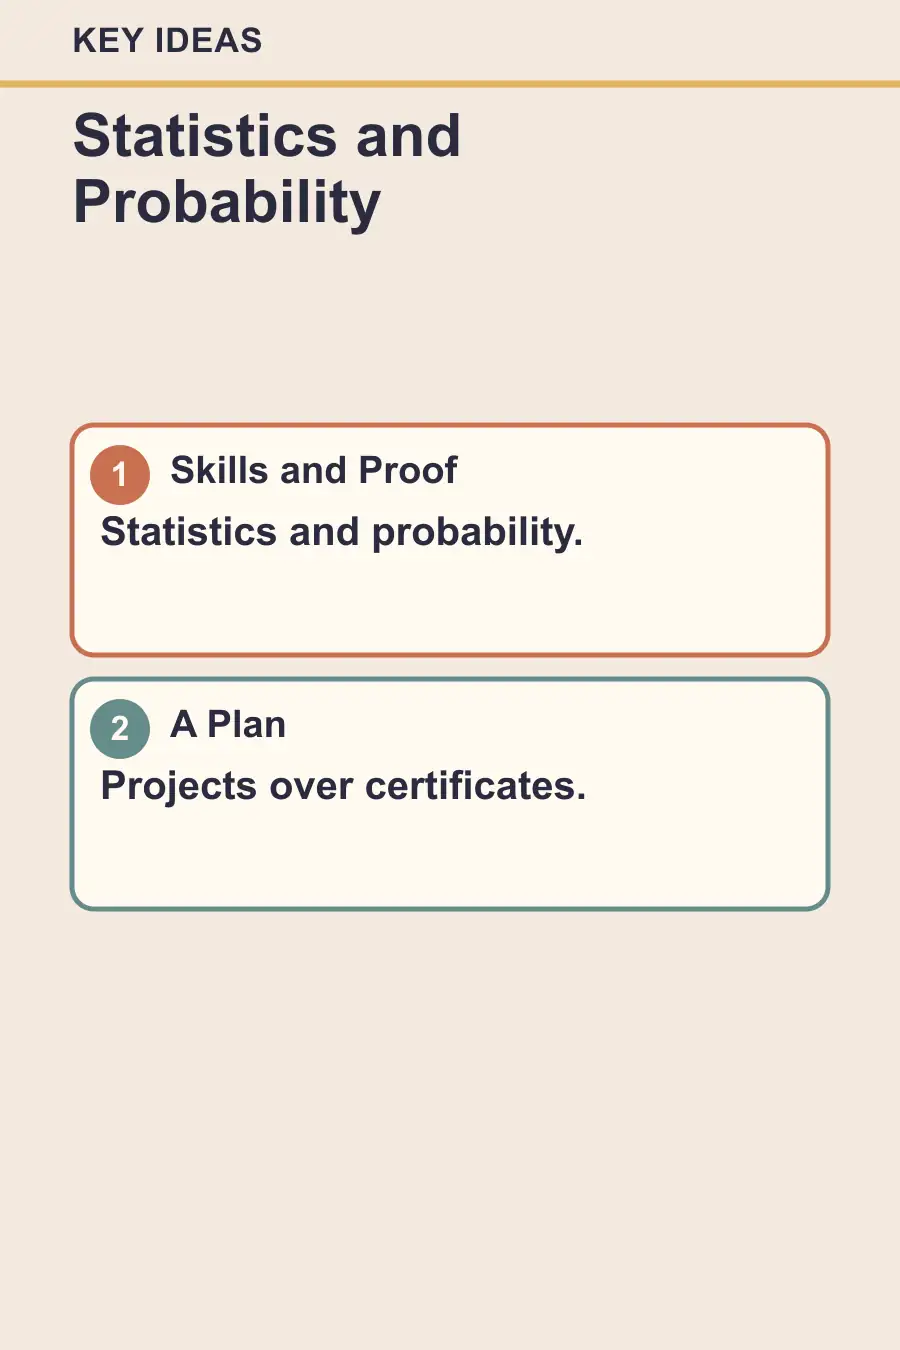 KEY IDEAS
Statistics and
Probability
1 Skills and Proof
Statistics and probability.
2 A Plan
Projects over certificates.